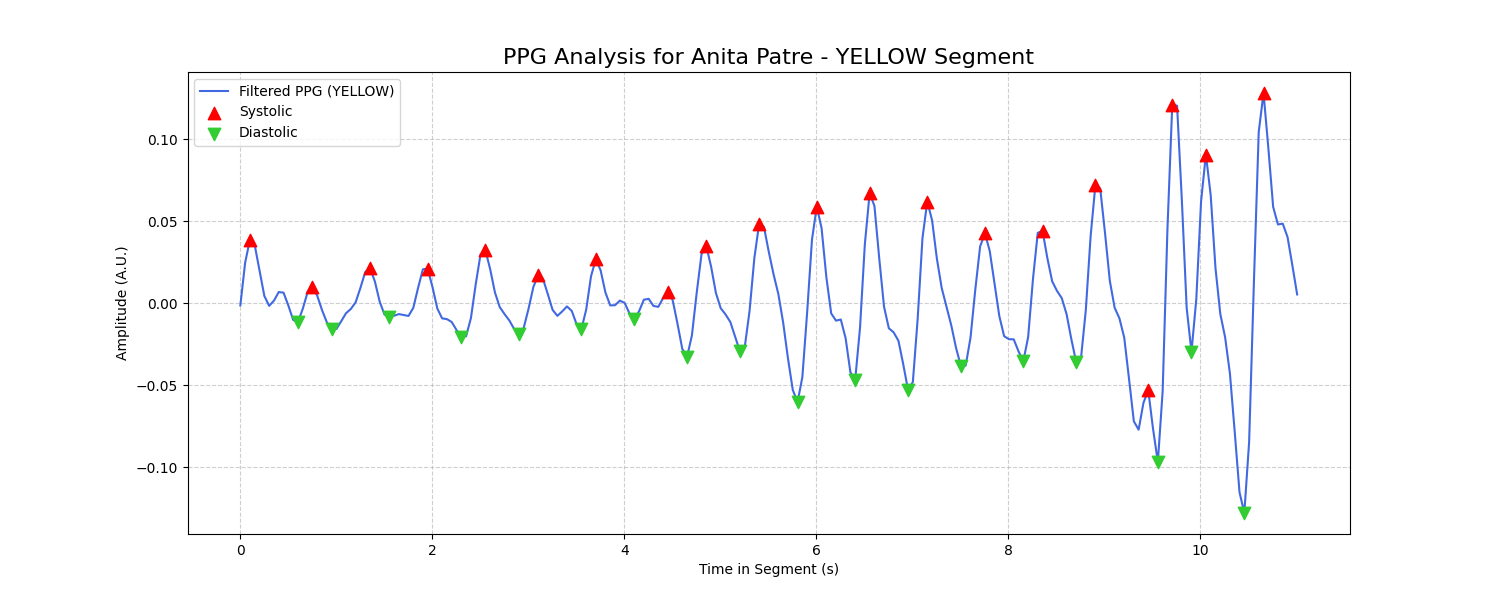 PPG Analysis for Anita Patre - YELLOW Segment
Filtered PPG (YELLOW)
Systolic
Diastolic
0.10
0.05
0.00
−0.05
−0.10
Amplitude (A.U.)
0 2 4 6 8 10
Time in Segment (s)